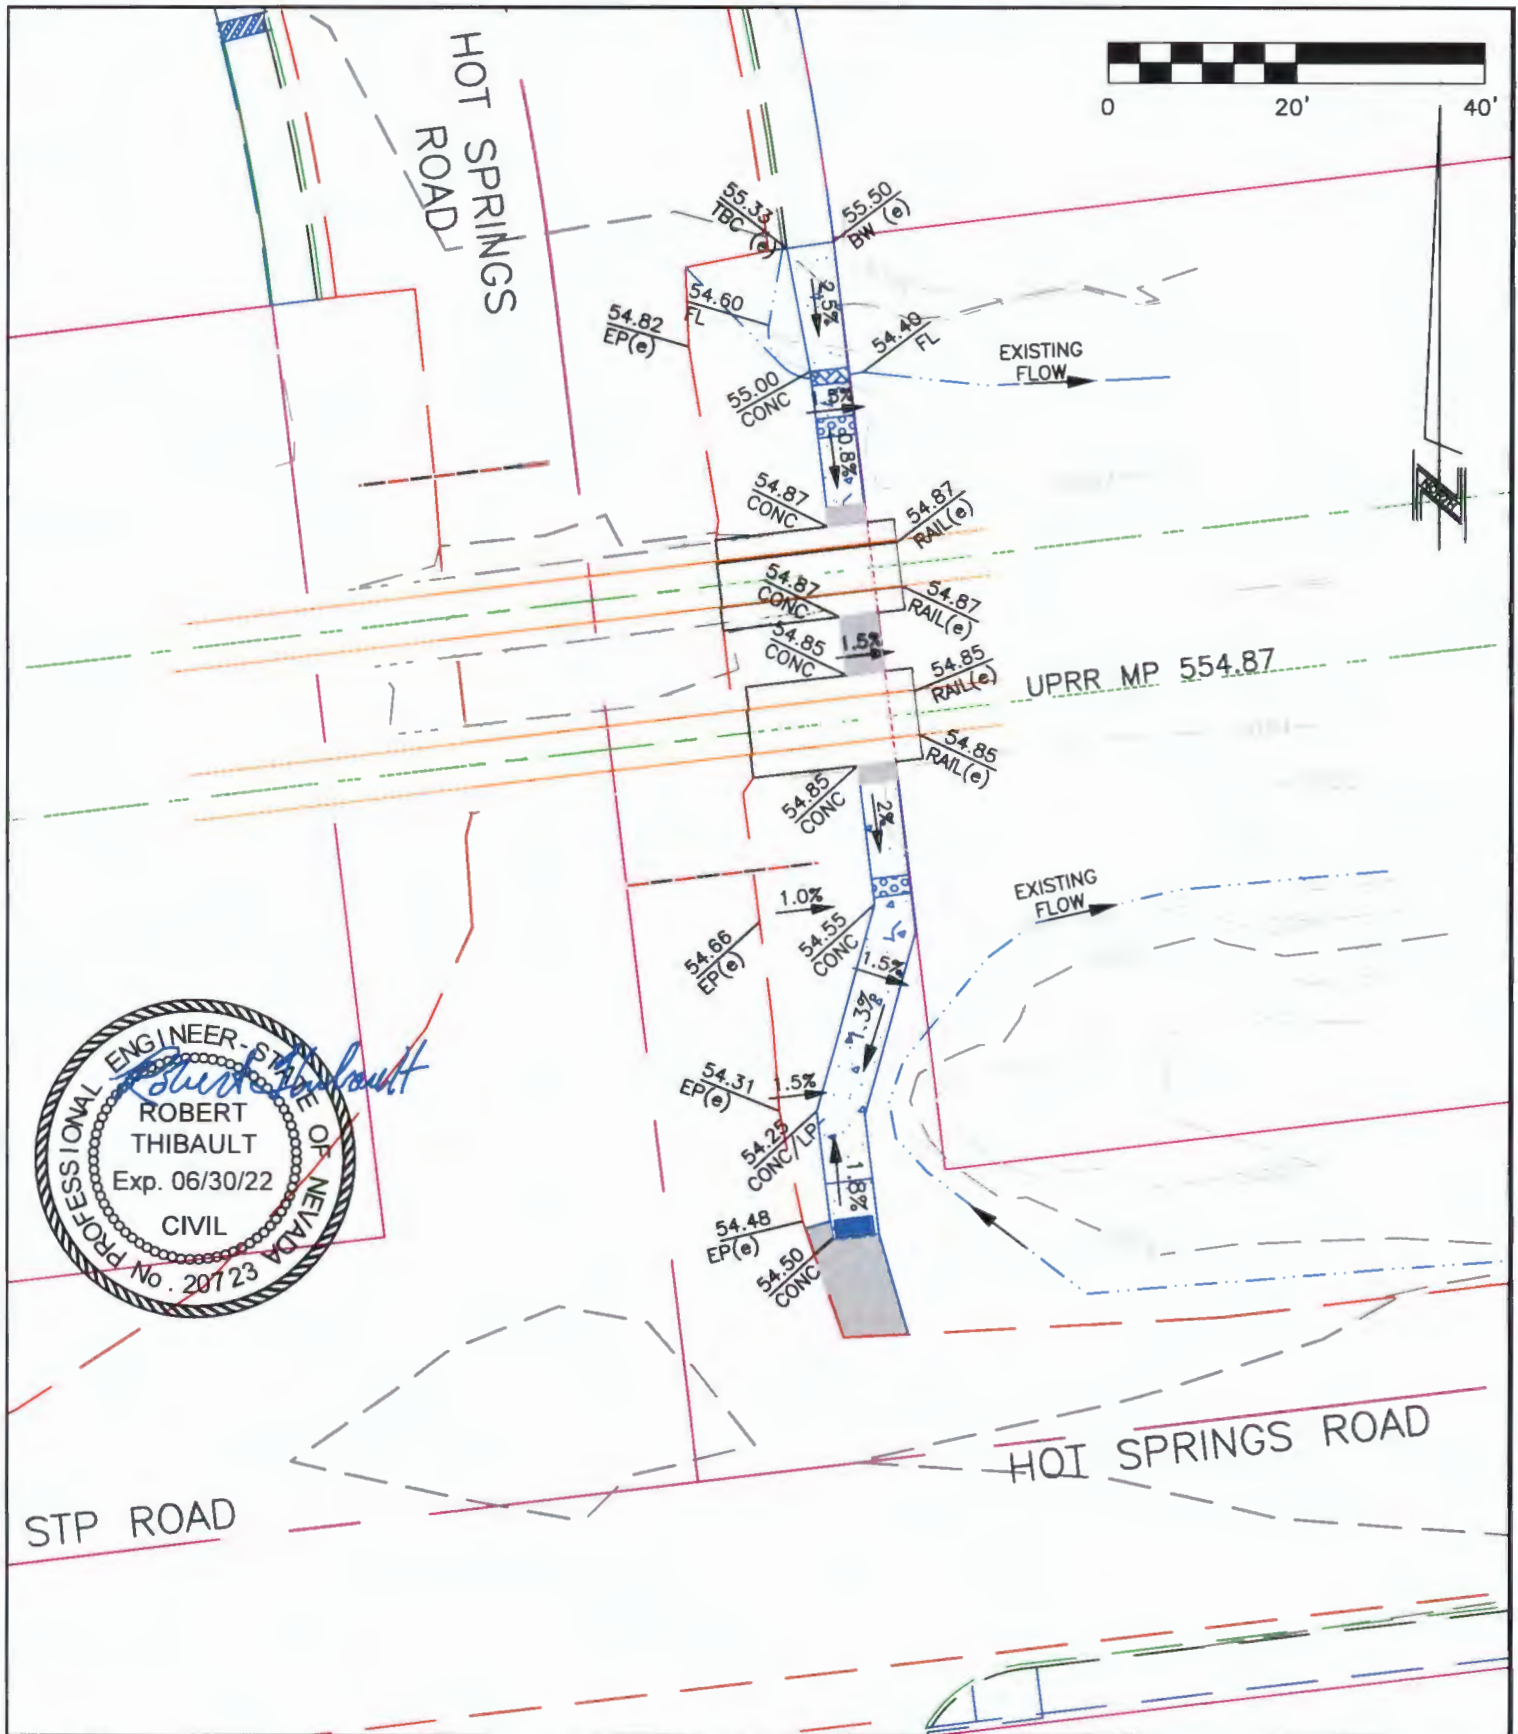 HOT SPRINGS
ROAD
0 20' 40'
55.33
TBC (e)
55.50
BW (e)
2.5%
54.60
FL
54.82
EP(e)
54.40
FL
EXISTING
FLOW
55.00
CONC
1.5%
0.8%
NORTH
54.87
CONC
54.87
RAIL(e)
54.87
CONC
54.87
RAIL(e)
54.85
CONC
1.5%
54.85
RAIL(e)
UPRR MP 554.87
54.85
RAIL(e)
54.85
CONC
2%
EXISTING
FLOW
1.0%
54.66
EP(e)
54.55
CONC
1.5%
1.3%
54.31
EP(e)
1.5%
54.25
CONC/LP
1.8%
54.48
EP(e)
54.50
CONC
PROFESSIONAL ENGINEER-STATE OF NEVADA
Robert Thibault
ROBERT
THIBAULT
Exp. 06/30/22
CIVIL
No. 20723
HOT SPRINGS ROAD
STP ROAD